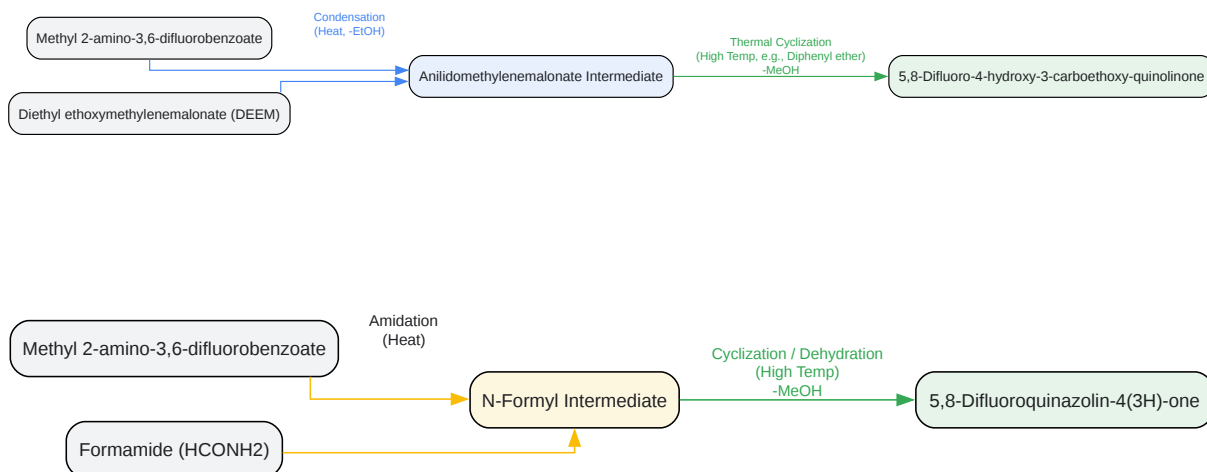 Condensation
(Heat, -EtOH)
Methyl 2-amino-3,6-difluorobenzoate
Thermal Cyclization
(High Temp, e.g., Diphenyl ether)
-MeOH
Anilidomethylenemalonate Intermediate
5,8-Difluoro-4-hydroxy-3-carboethoxy-quinolinone
Diethyl ethoxymethylenemalonate (DEEM)
Amidation
(Heat)
Methyl 2-amino-3,6-difluorobenzoate
Cyclization / Dehydration
(High Temp)
-MeOH
N-Formyl Intermediate
5,8-Difluoroquinazolin-4(3H)-one
Formamide (HCONH2)